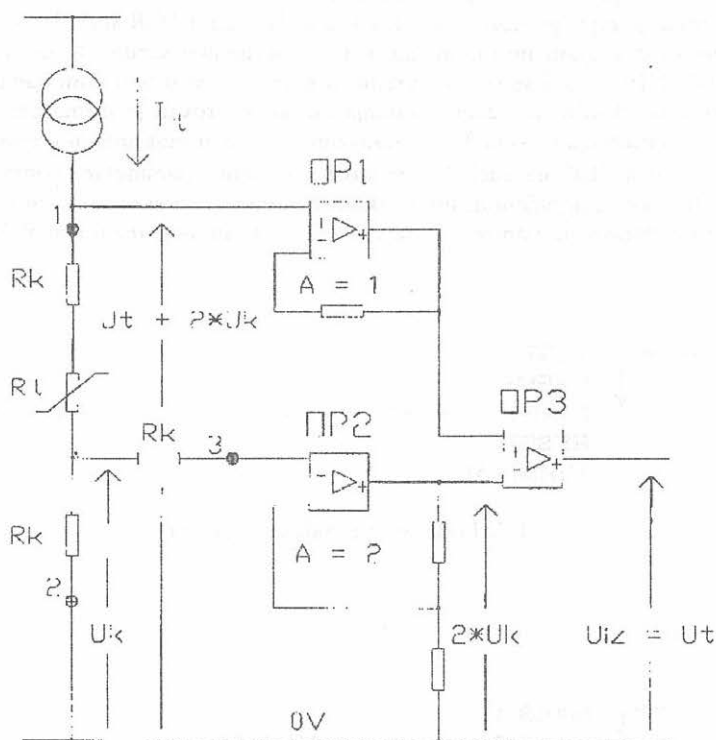 It
OP1
1
Rk
A = 1
Ut + 2*Uk
Rt
Rk
3
OP2
OP3
Rk
A = 2
2
Uk
2*Uk
Uiz = Ut
0V